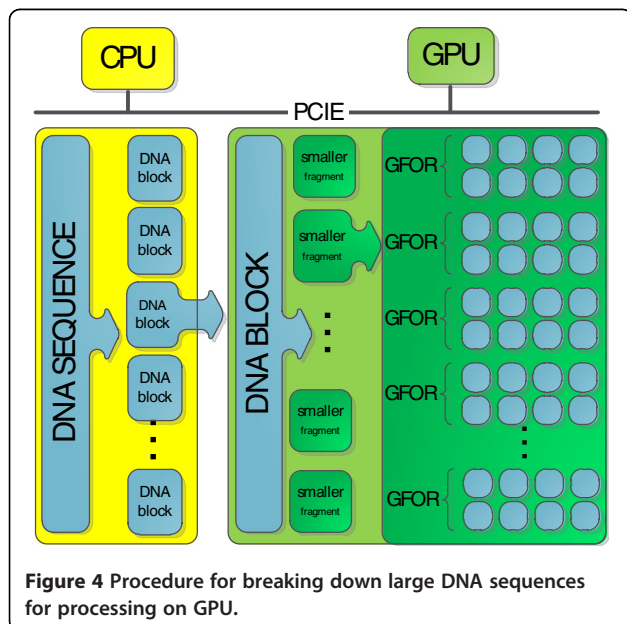 CPU
GPU
PCIE
DNA SEQUENCE
DNA
block
DNA
block
DNA
block
DNA
block
DNA
block
DNA BLOCK
smaller
fragment
smaller
fragment
smaller
fragment
smaller
fragment
GFOR
GFOR
GFOR
GFOR
GFOR
Figure 4 Procedure for breaking down large DNA sequences
for processing on GPU.